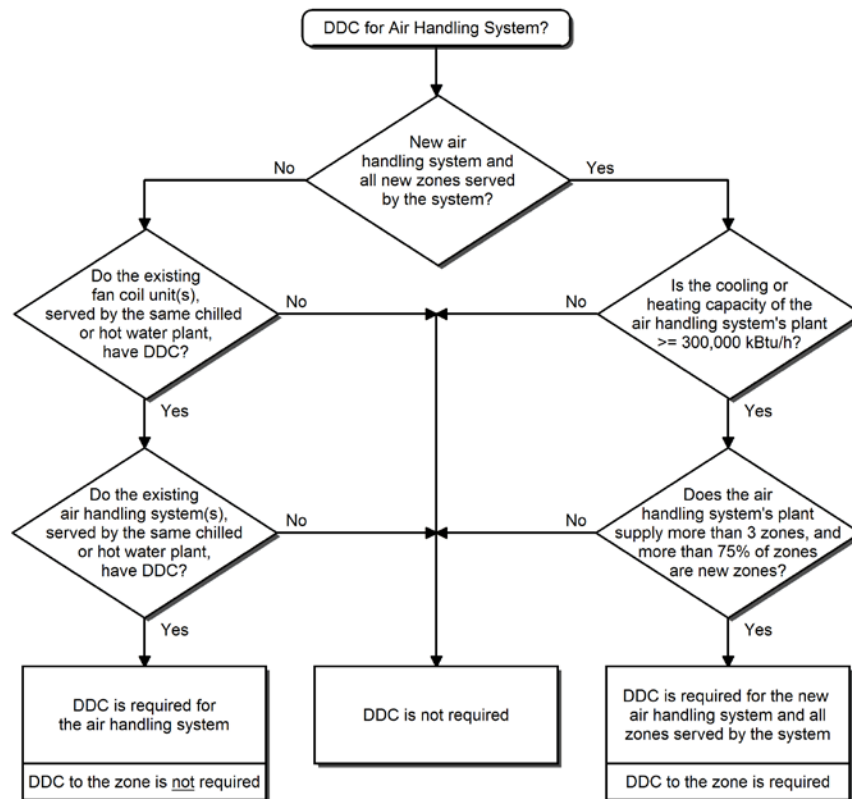 DDC for Air Handling System?
New air
handling system and
all new zones served
by the system?
No
Yes
Do the existing
fan coil unit(s),
served by the same chilled
or hot water plant,
have DDC?
No
Yes
Is the cooling or
heating capacity of the
air handling system's plant
>= 300,000 kBtu/h?
No
Yes
Do the existing
air handling system(s),
served by the same chilled
or hot water plant,
have DDC?
No
Yes
Does the air
handling system's plant
supply more than 3 zones, and
more than 75% of zones
are new zones?
No
Yes
DDC is required for
the air handling system
DDC to the zone is not required
DDC is not required
DDC is required for the new
air handling system and all
zones served by the system
DDC to the zone is required